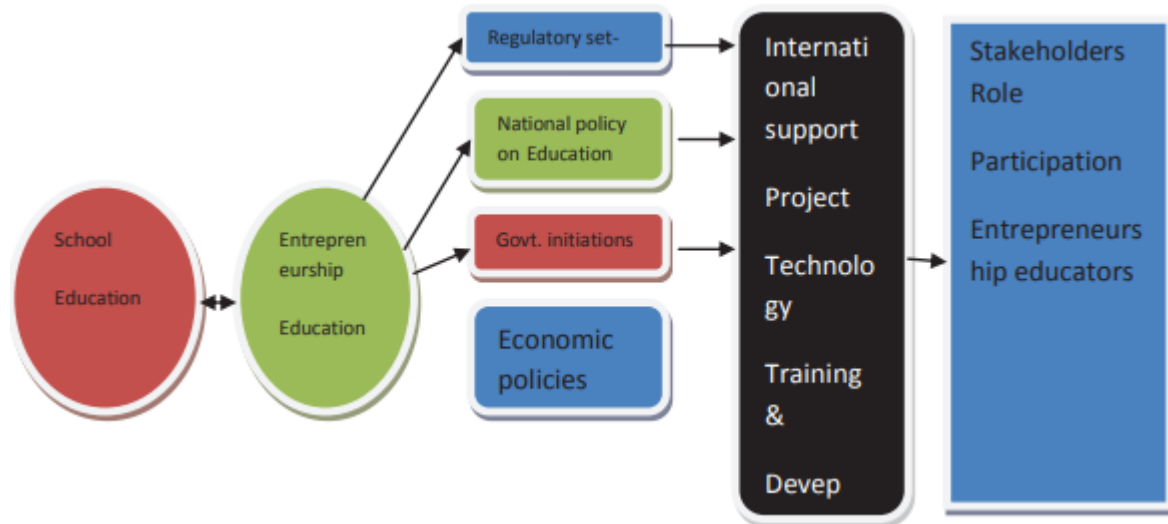 School
Education
Entrepren
eurship
Education
Regulatory set-
National policy
on Education
Govt. initiations
Economic
policies
Internati
onal
support
Project
Technolo
gy
Training
&
Devep
Stakeholders
Role
Participation
Entrepreneurs
hip educators